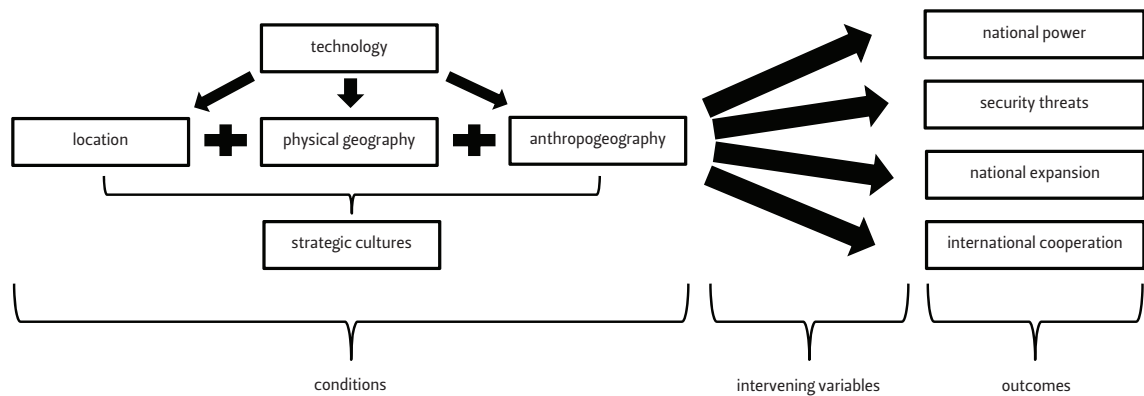 technology
national power
security threats
location
physical geography
anthropogeography
national expansion
strategic cultures
international cooperation
conditions
intervening variables
outcomes